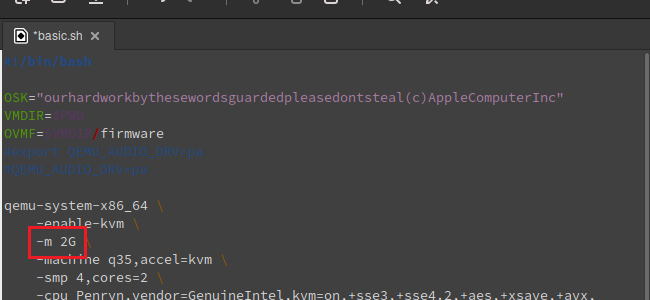 *basic.sh
#!/bin/bash
OSK="ourhardworkbythesewordsguardedpleasedontsteal(c)AppleComputerInc"
VMDIR=$PWD
OVMF=$VMDIR/firmware
#export QEMU_AUDIO_DRV=pa
#QEMU_AUDIO_DRV=pa
qemu-system-x86_64 \
-enable-kvm \
-m 2G \
-machine q35,accel=kvm \
-smp 4,cores=2 \
-cpu Penryn,vendor=GenuineIntel,kvm=on,+sse3,+sse4.2,+aes,+xsave,+avx,